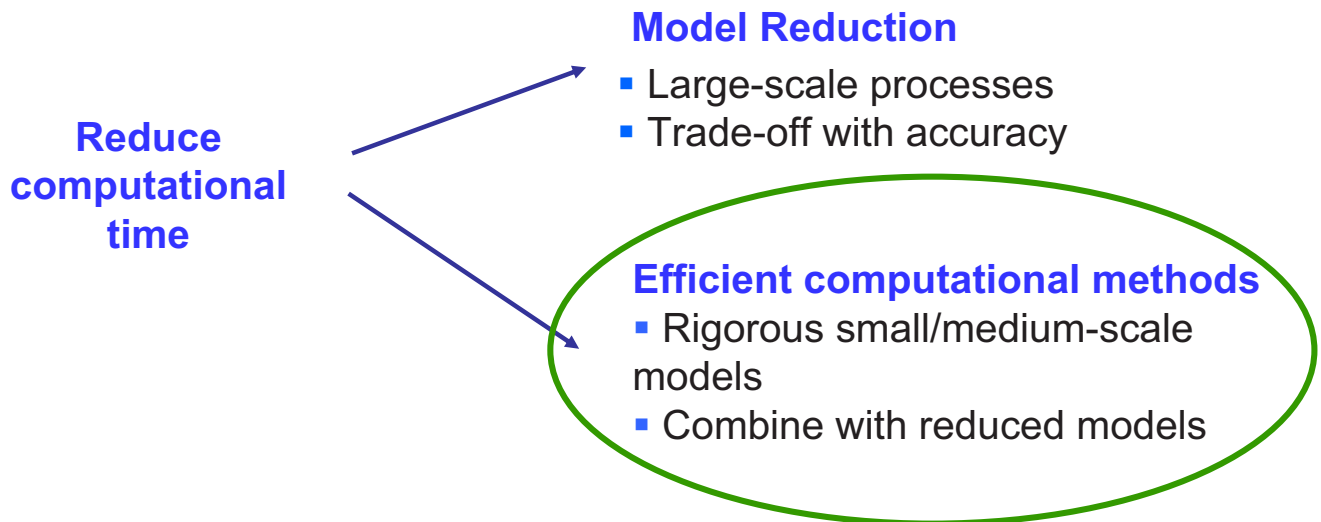 Reduce
computational
time
Model Reduction
▪ Large-scale processes
▪ Trade-off with accuracy
Efficient computational methods
▪ Rigorous small/medium-scale
models
▪ Combine with reduced models